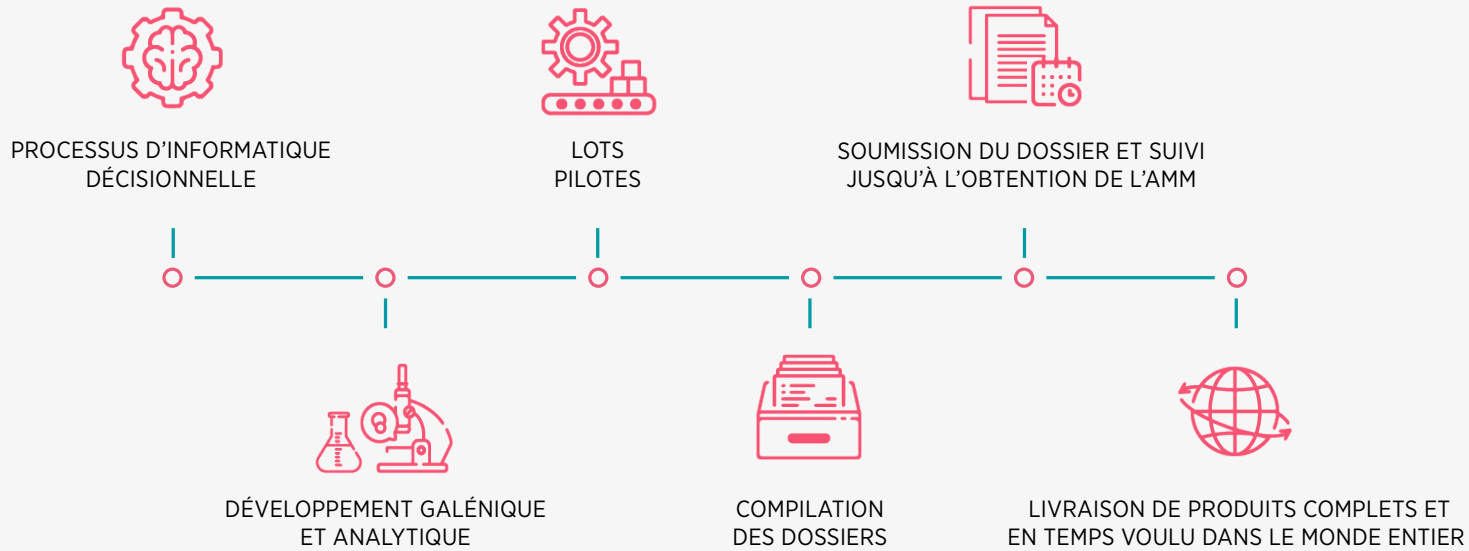 PROCESSUS D'INFORMATIQUE
DÉCISIONNELLE
LOTS
PILOTES
SOUMISSION DU DOSSIER ET SUIVI
JUSQU'À L'OBTENTION DE L'AMM
DÉVELOPPEMENT GALÉNIQUE
ET ANALYTIQUE
COMPILATION
DES DOSSIERS
LIVRAISON DE PRODUITS COMPLETS ET
EN TEMPS VOULU DANS LE MONDE ENTIER